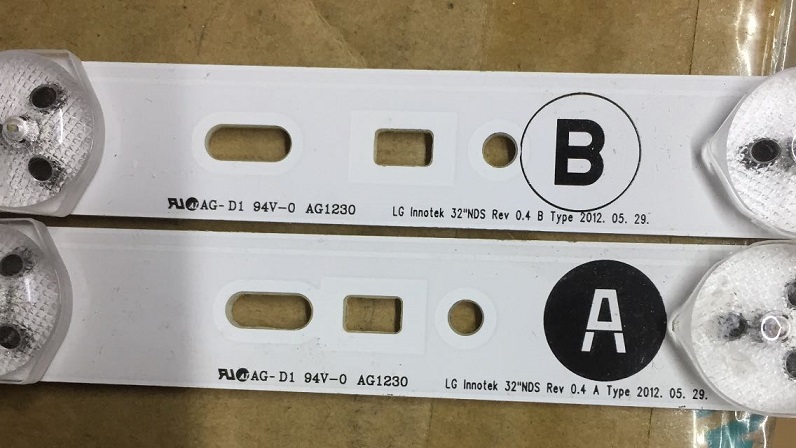 B
AG-D1 94V-0 AG1230 LG Innotek 32"NDS Rev 0.4 B Type 2012. 05. 29.
A
AG-D1 94V-0 AG1230 LG Innotek 32"NDS Rev 0.4 A Type 2012. 05. 29.